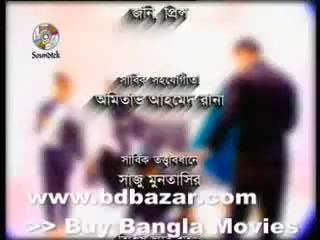 জনি, প্রিন্স
Soundtek
সার্বিক সহযোগীতা
অমিতাভ আহমেদ রানা
সার্বিক তত্ত্বাবধানে
সাজু মুনতাসির
www.bdbazar.com
>> Buy Bangla Movies